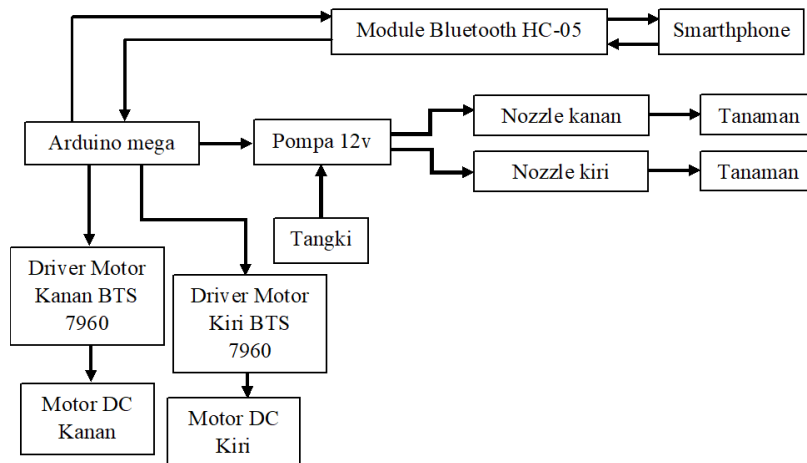 Module Bluetooth HC-05
Smarthphone
Arduino mega
Pompa 12v
Nozzle kanan
Tanaman
Nozzle kiri
Tanaman
Tangki
Driver Motor
Kanan BTS
7960
Driver Motor
Kiri BTS
7960
Motor DC
Kanan
Motor DC
Kiri